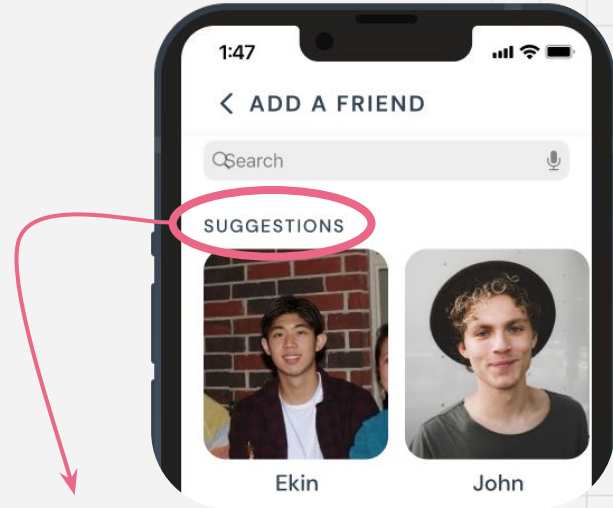 1:47
ADD A FRIEND
Search
SUGGESTIONS
Ekin
John